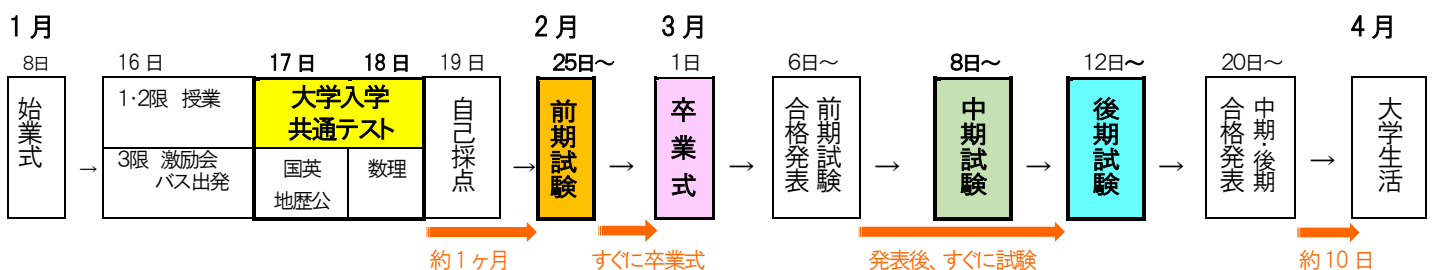 1月
2月
3月
4月
8日
16日
17日
18日
19日
25日～
1日
6日～
8日～
12日～
20日～
始業式
→
1・2限 授業
3限 激励会
バス出発
大学入学
共通テスト
国英
地歴公
数理
自己採点
→
前期試験
→
卒業式
→
前期試験
合格発表
→
中期試験
→
後期試験
→
中期・後期
合格発表
→
大学生活
約1ヶ月
すぐに卒業式
発表後、すぐに試験
約10日